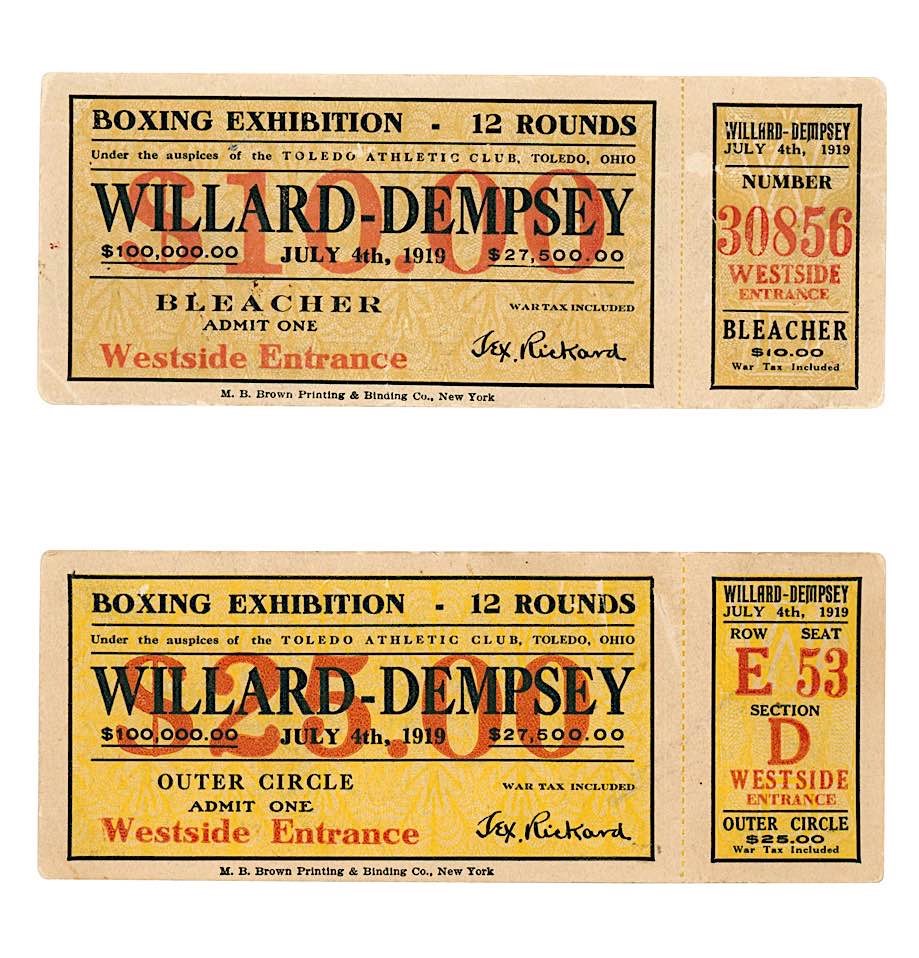 BOXING EXHIBITION - 12 ROUNDS
Under the auspices of the TOLEDO ATHLETIC CLUB, TOLEDO, OHIO
$10.00
WILLARD-DEMPSEY
$100,000.00 JULY 4th, 1919 $27,500.00
BLEACHER
WAR TAX INCLUDED
ADMIT ONE
Westside Entrance
Tex. Rickard
M. B. Brown Printing & Binding Co., New York
WILLARD-DEMPSEY
JULY 4th, 1919
NUMBER
30856
WESTSIDE
ENTRANCE
BLEACHER
$10.00
War Tax Included
BOXING EXHIBITION - 12 ROUNDS
Under the auspices of the TOLEDO ATHLETIC CLUB, TOLEDO, OHIO
$25.00
WILLARD-DEMPSEY
$100,000.00 JULY 4th, 1919 $27,500.00
OUTER CIRCLE
WAR TAX INCLUDED
ADMIT ONE
Westside Entrance
Tex. Rickard
M. B. Brown Printing & Binding Co., New York
WILLARD-DEMPSEY
JULY 4th, 1919
ROW SEAT
E 53
SECTION
D
WESTSIDE
ENTRANCE
OUTER CIRCLE
$25.00
War Tax Included